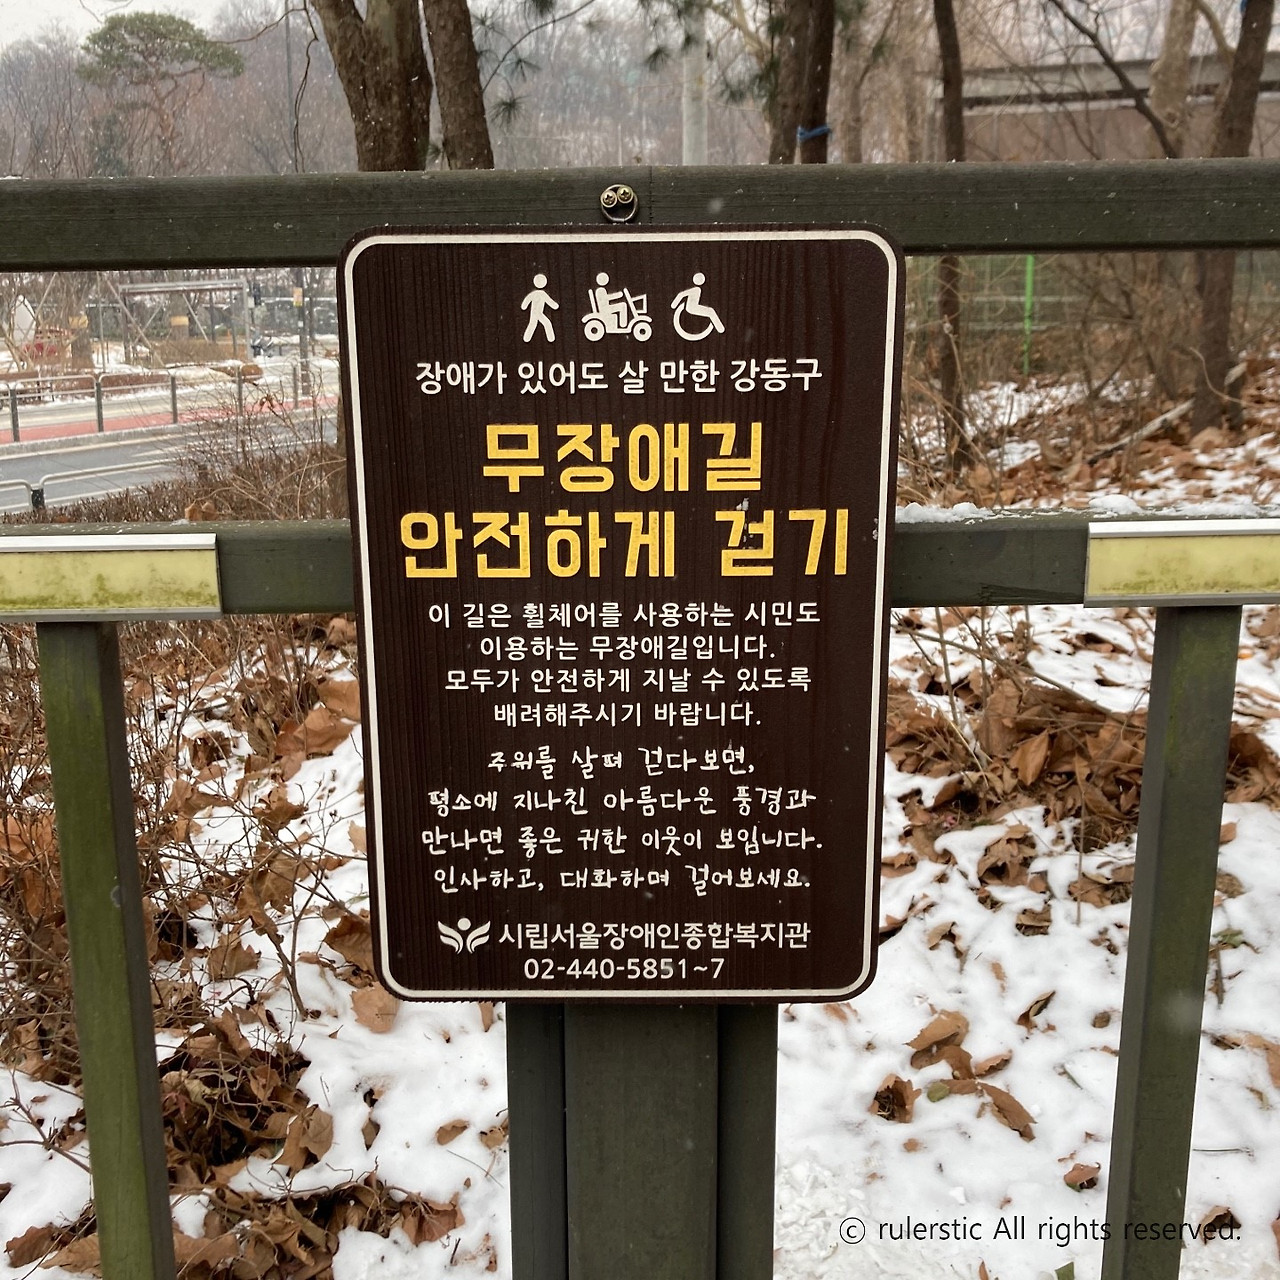 장애가 있어도 살 만한 강동구
무장애길
안전하게 걷기
이 길은 휠체어를 사용하는 시민도
이용하는 무장애길입니다.
모두가 안전하게 지날 수 있도록
배려해주시기 바랍니다.
주위를 살펴 걷다보면,
평소에 지나친 아름다운 풍경과
만나면 좋은 귀한 이웃이 보입니다.
인사하고, 대화하며 걸어보세요.
시립서울장애인종합복지관
02-440-5851~7
© rulerstic All rights reserved.